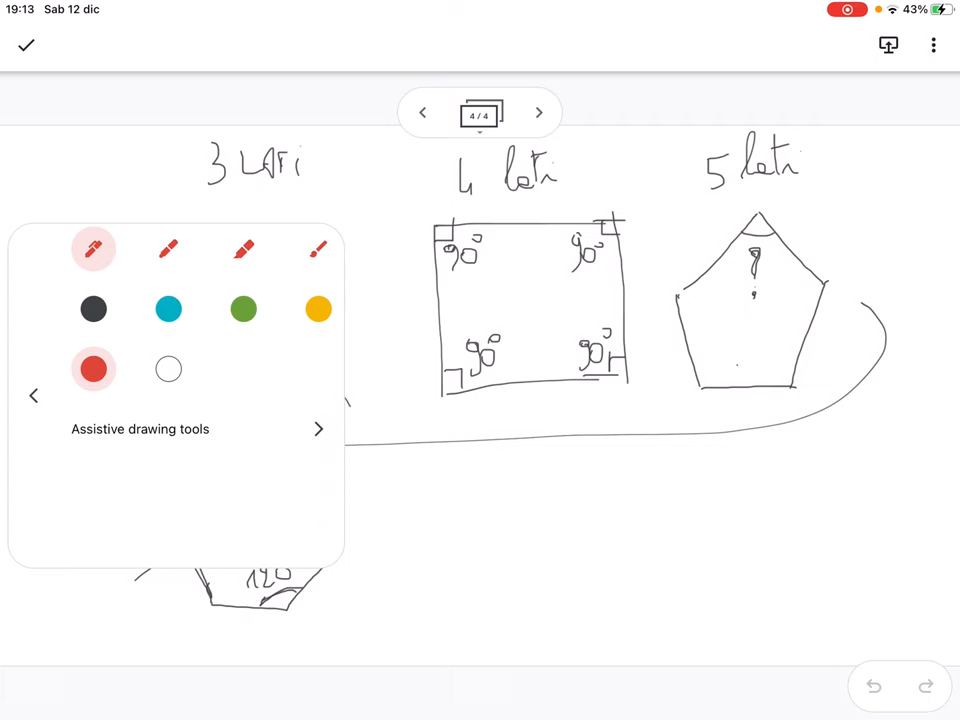 19:13 Sab 12 dic
43%
4 / 4
3 LATI
4 lati
5 lati
90° 90°
?
90° 90°
Assistive drawing tools
120